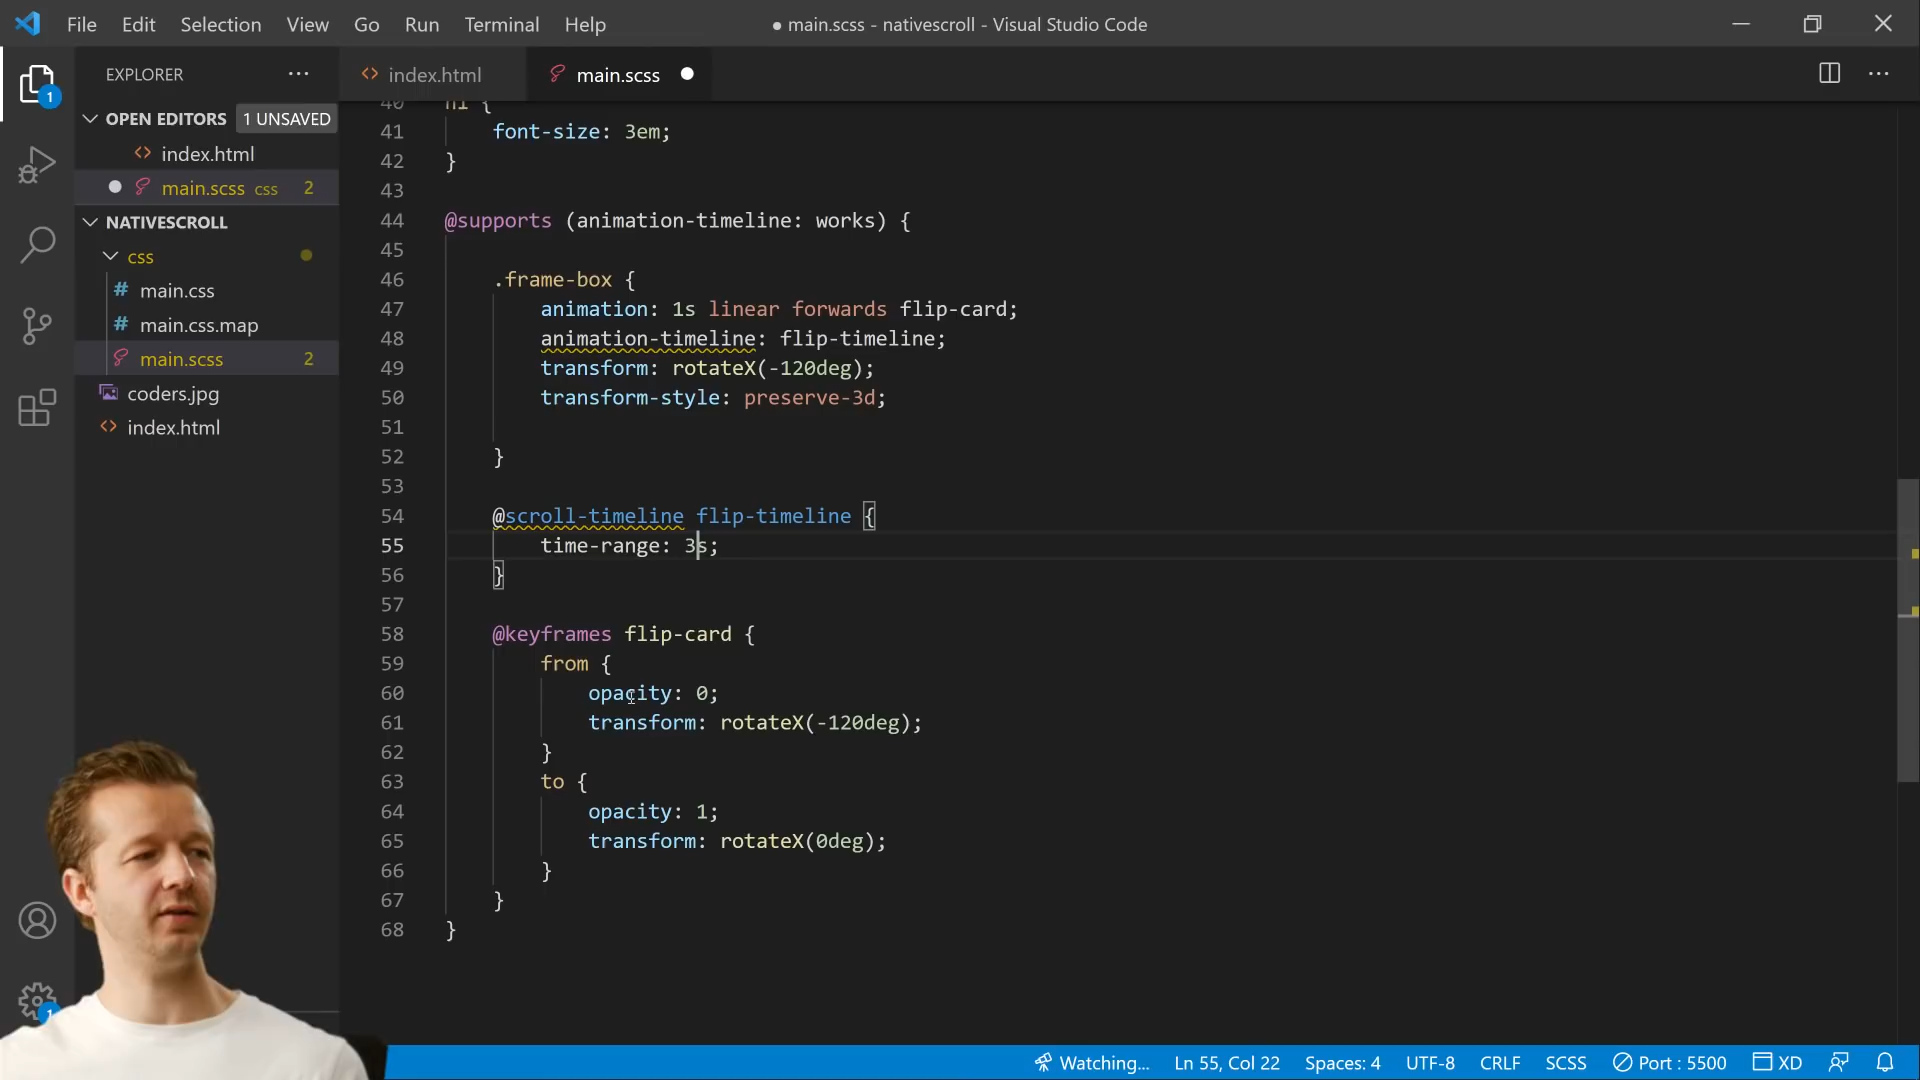 File Edit Selection View Go Run Terminal Help
● main.scss - nativescroll - Visual Studio Code
EXPLORER
index.html
main.scss
OPEN EDITORS 1 UNSAVED
index.html
main.scss css 2
NATIVESCROLL
css
main.css
main.css.map
main.scss 2
coders.jpg
index.html
1
1
40 h1 {
41 font-size: 3em;
42 }
43
44 @supports (animation-timeline: works) {
45
46 .frame-box {
47 animation: 1s linear forwards flip-card;
48 animation-timeline: flip-timeline;
49 transform: rotateX(-120deg);
50 transform-style: preserve-3d;
51
52 }
53
54 @scroll-timeline flip-timeline {
55 time-range: 3s;
56 }
57
58 @keyframes flip-card {
59 from {
60 opacity: 0;
61 transform: rotateX(-120deg);
62 }
63 to {
64 opacity: 1;
65 transform: rotateX(0deg);
66 }
67 }
68 }
Watching... Ln 55, Col 22 Spaces: 4 UTF-8 CRLF SCSS Port : 5500 XD